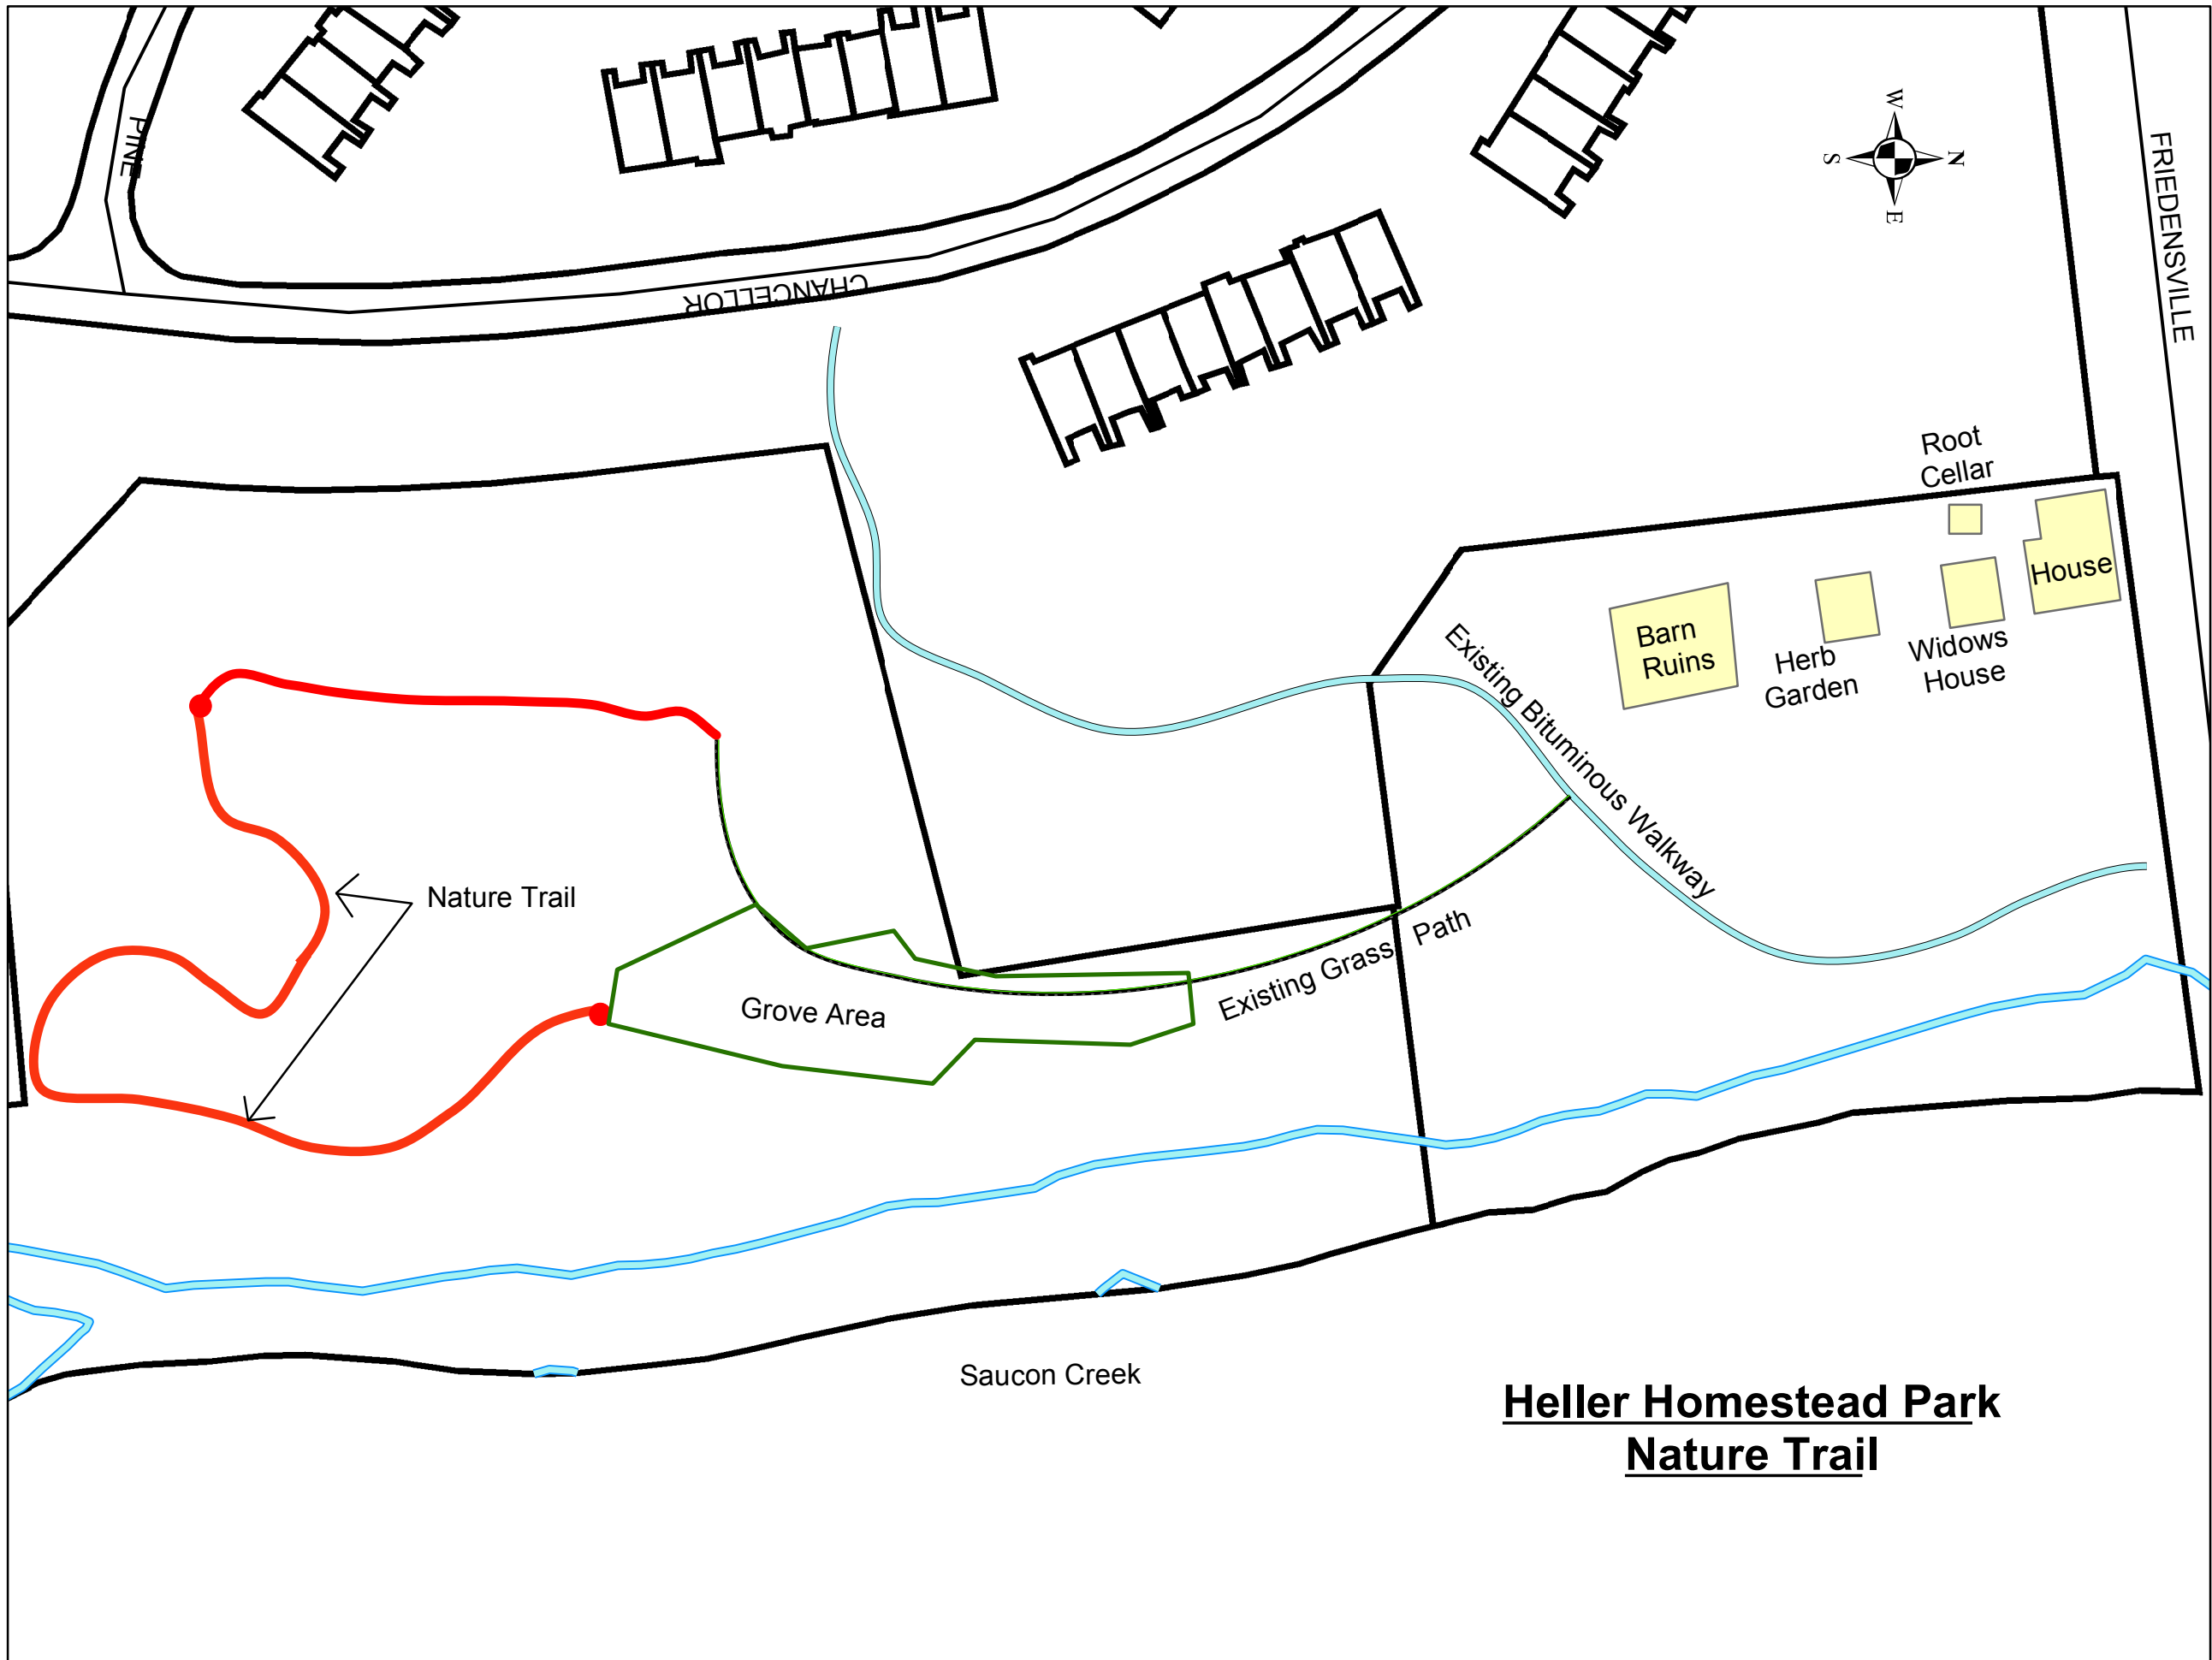 PINE
CHANCELLOR
W
N
S
E
FRIEDENSVILLE
Root
Cellar
House
Widows
House
Herb
Garden
Barn
Ruins
Existing Bituminous Walkway
Nature Trail
Existing Grass Path
Grove Area
Saucon Creek
Heller Homestead Park
Nature Trail